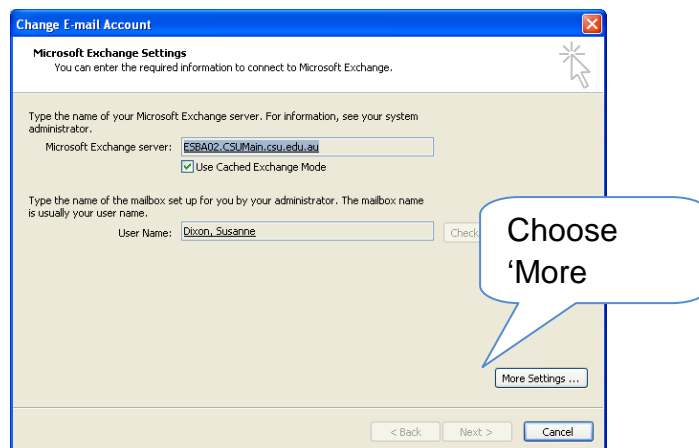 Change E-mail Account
Microsoft Exchange Settings
You can enter the required information to connect to Microsoft Exchange.
Type the name of your Microsoft Exchange server. For information, see your system
administrator.
Microsoft Exchange server: ESBA02.CSUMain.csu.edu.au
Use Cached Exchange Mode
Type the name of the mailbox set up for you by your administrator. The mailbox name
is usually your user name.
User Name: Dixon, Susanne
Check
Choose
‘More
More Settings ...
< Back Next > Cancel